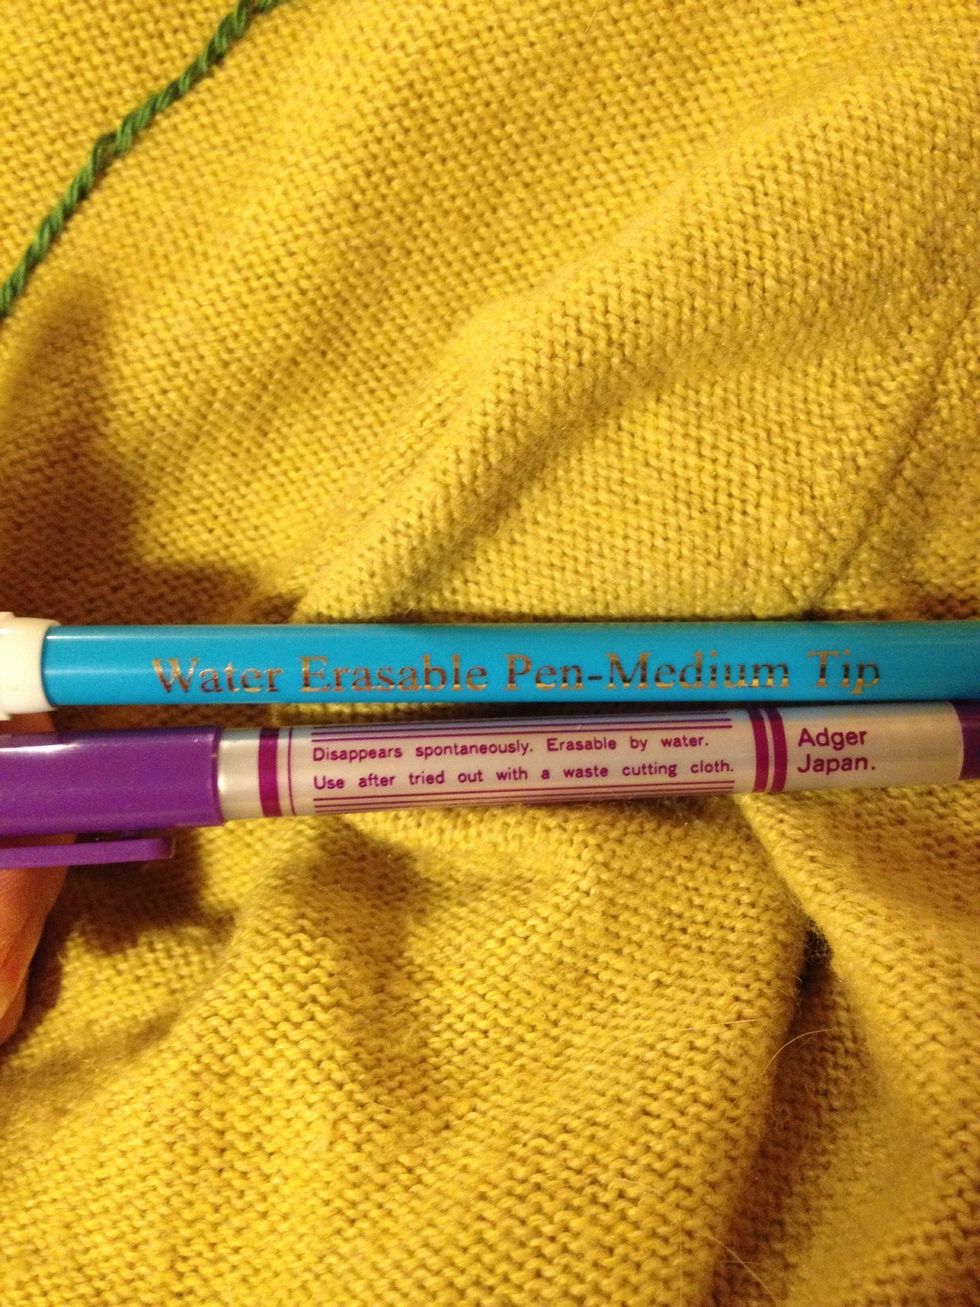 Water Erasable Pen-Medium Tip
Disappears spontaneously. Erasable by water.
Use after tried out with a waste cutting cloth.
Adger
Japan.